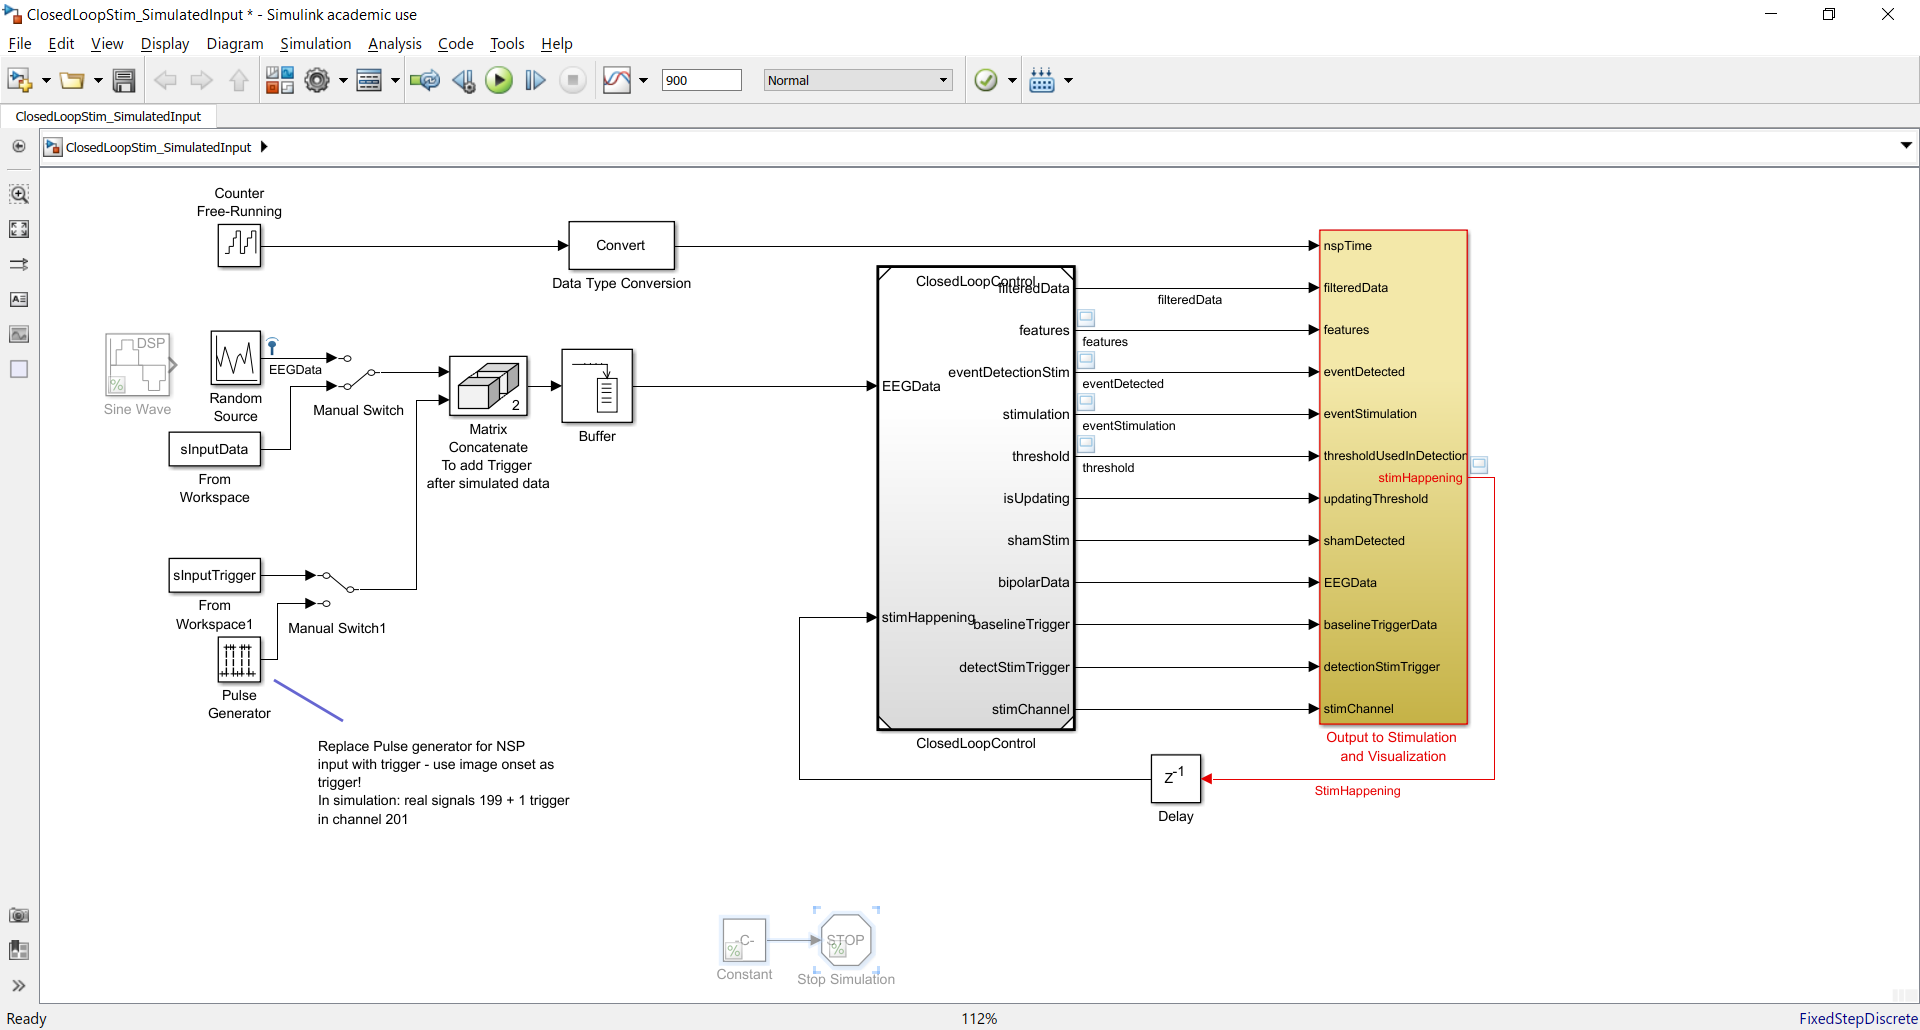 ClosedLoopStim_SimulatedInput * - Simulink academic use
File Edit View Display Diagram Simulation Analysis Code Tools Help
900 Normal
ClosedLoopStim_SimulatedInput
ClosedLoopStim_SimulatedInput
Counter
Free-Running
Convert
Data Type Conversion
DSP
%
Sine Wave
EEGData
Random
Source
Manual Switch
sInputData
From
Workspace
2
Matrix
Concatenate
To add Trigger
after simulated data
Buffer
sInputTrigger
From
Workspace1
Manual Switch1
Pulse
Generator
Replace Pulse generator for NSP
input with trigger - use image onset as
trigger!
In simulation: real signals 199 + 1 trigger
in channel 201
ClosedLoopControl
EEGData
stimHappening
filteredData
features
eventDetectionStim
stimulation
threshold
isUpdating
shamStim
bipolarData
baselineTrigger
detectStimTrigger
stimChannel
ClosedLoopControl
filteredData
features
eventDetected
eventStimulation
threshold
nspTime
filteredData
features
eventDetected
eventStimulation
thresholdUsedInDetection
stimHappening
updatingThreshold
shamDetected
EEGData
baselineTriggerData
detectionStimTrigger
stimChannel
Output to Stimulation
and Visualization
Z-1
Delay
StimHappening
-C-
%
Constant
STOP
%
Stop Simulation
Ready 112% FixedStepDiscrete